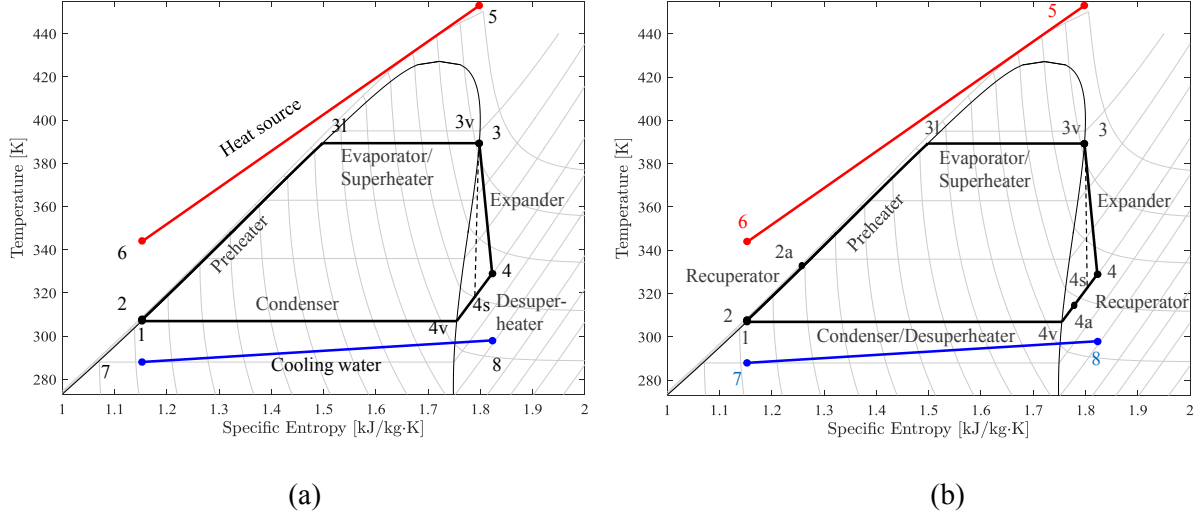 440
420
400
380
360
340
320
300
280
Temperature [K]
1
1.1
1.2
1.3
1.4
1.5
1.6
1.7
1.8
1.9
2
Specific Entropy [kJ/kg·K]
5
Heat source
3l
3v
3
Evaporator/
Superheater
Expander
6
Preheater
4
2
Condenser
4s
Desuper-
heater
1
4v
7
Cooling water
8
(a)
440
420
400
380
360
340
320
300
280
Temperature [K]
1
1.1
1.2
1.3
1.4
1.5
1.6
1.7
1.8
1.9
2
Specific Entropy [kJ/kg·K]
5
3l
3v
3
Evaporator/
Superheater
Expander
6
Preheater
2a
Recuperator
4
4s
Recuperator
2
4a
1
Condenser/Desuperheater
4v
7
8
(b)